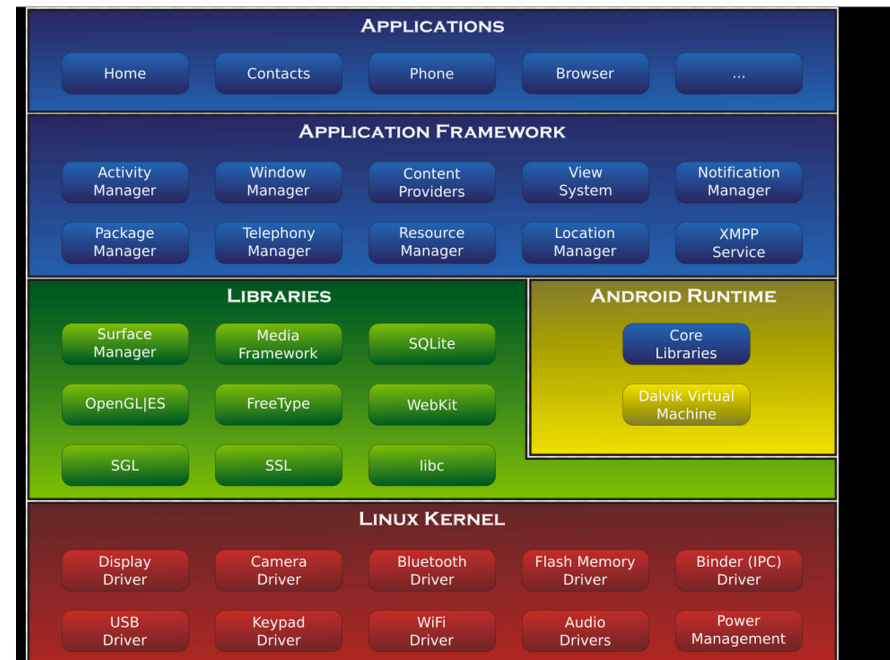 APPLICATIONS
Home
Contacts
Phone
Browser
...
APPLICATION FRAMEWORK
Activity
Manager
Window
Manager
Content
Providers
View
System
Notification
Manager
Package
Manager
Telephony
Manager
Resource
Manager
Location
Manager
XMPP
Service
LIBRARIES
Surface
Manager
Media
Framework
SQLite
OpenGL|ES
FreeType
WebKit
SGL
SSL
libc
ANDROID RUNTIME
Core
Libraries
Dalvik Virtual
Machine
LINUX KERNEL
Display
Driver
Camera
Driver
Bluetooth
Driver
Flash Memory
Driver
Binder (IPC)
Driver
USB
Driver
Keypad
Driver
WiFi
Driver
Audio
Drivers
Power
Management